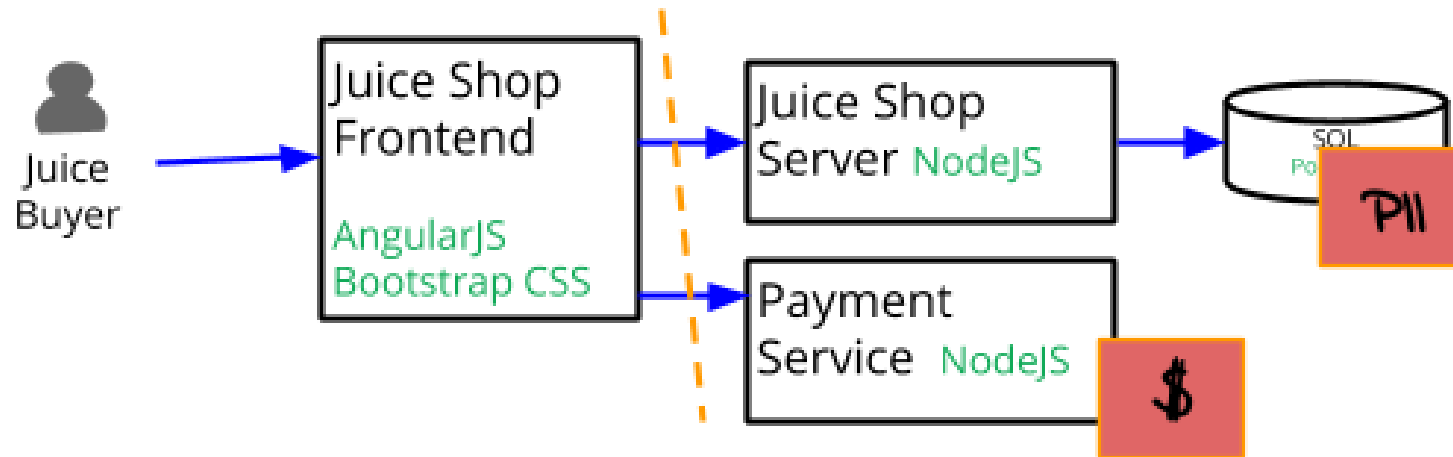 Juice
Buyer
Juice Shop
Frontend
AngularJS
Bootstrap CSS
Juice Shop
Server NodeJS
Payment
Service NodeJS
$
SQL
PII